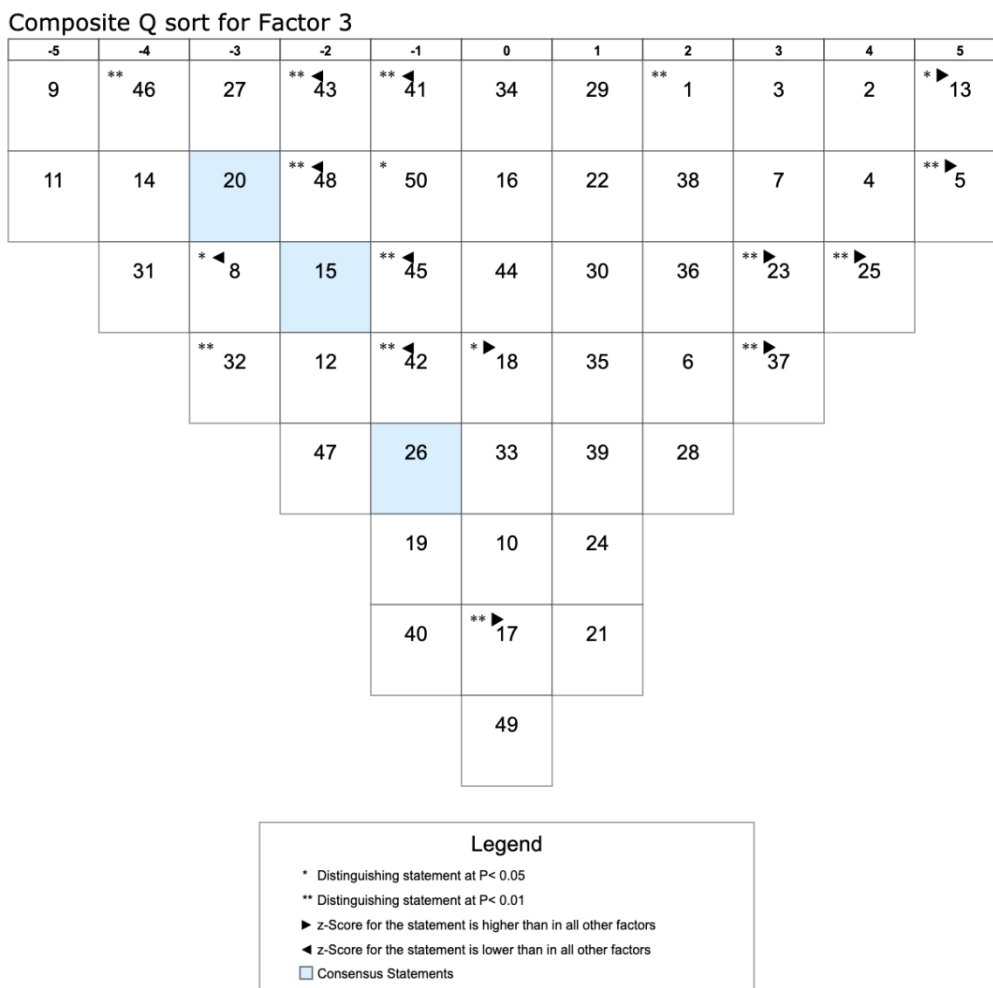 Composite Q sort for Factor 3
-5 -4 -3 -2 -1 0 1 2 3 4 5
9 ** 46 27 ** ◄ 43 ** ◄ 41 34 29 ** 1 3 2 * ► 13
11 14 20 ** ◄ 48 * 50 16 22 38 7 4 ** ► 5
31 * ◄ 8 15 ** ◄ 45 44 30 36 ** ► 23 ** ► 25
** 32 12 ** ◄ 42 * ► 18 35 6 ** ► 37
47 26 33 39 28
19 10 24
40 ** ► 17 21
49
Legend
* Distinguishing statement at P< 0.05
** Distinguishing statement at P< 0.01
► z-Score for the statement is higher than in all other factors
◄ z-Score for the statement is lower than in all other factors
Consensus Statements